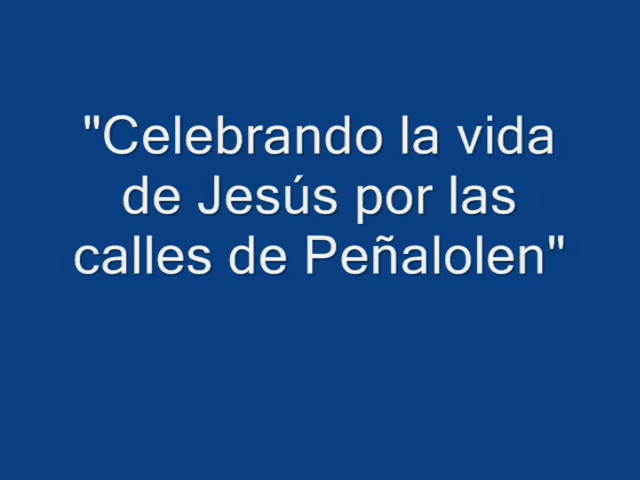 "Celebrando la vida
de Jesús por las
calles de Peñalolen"